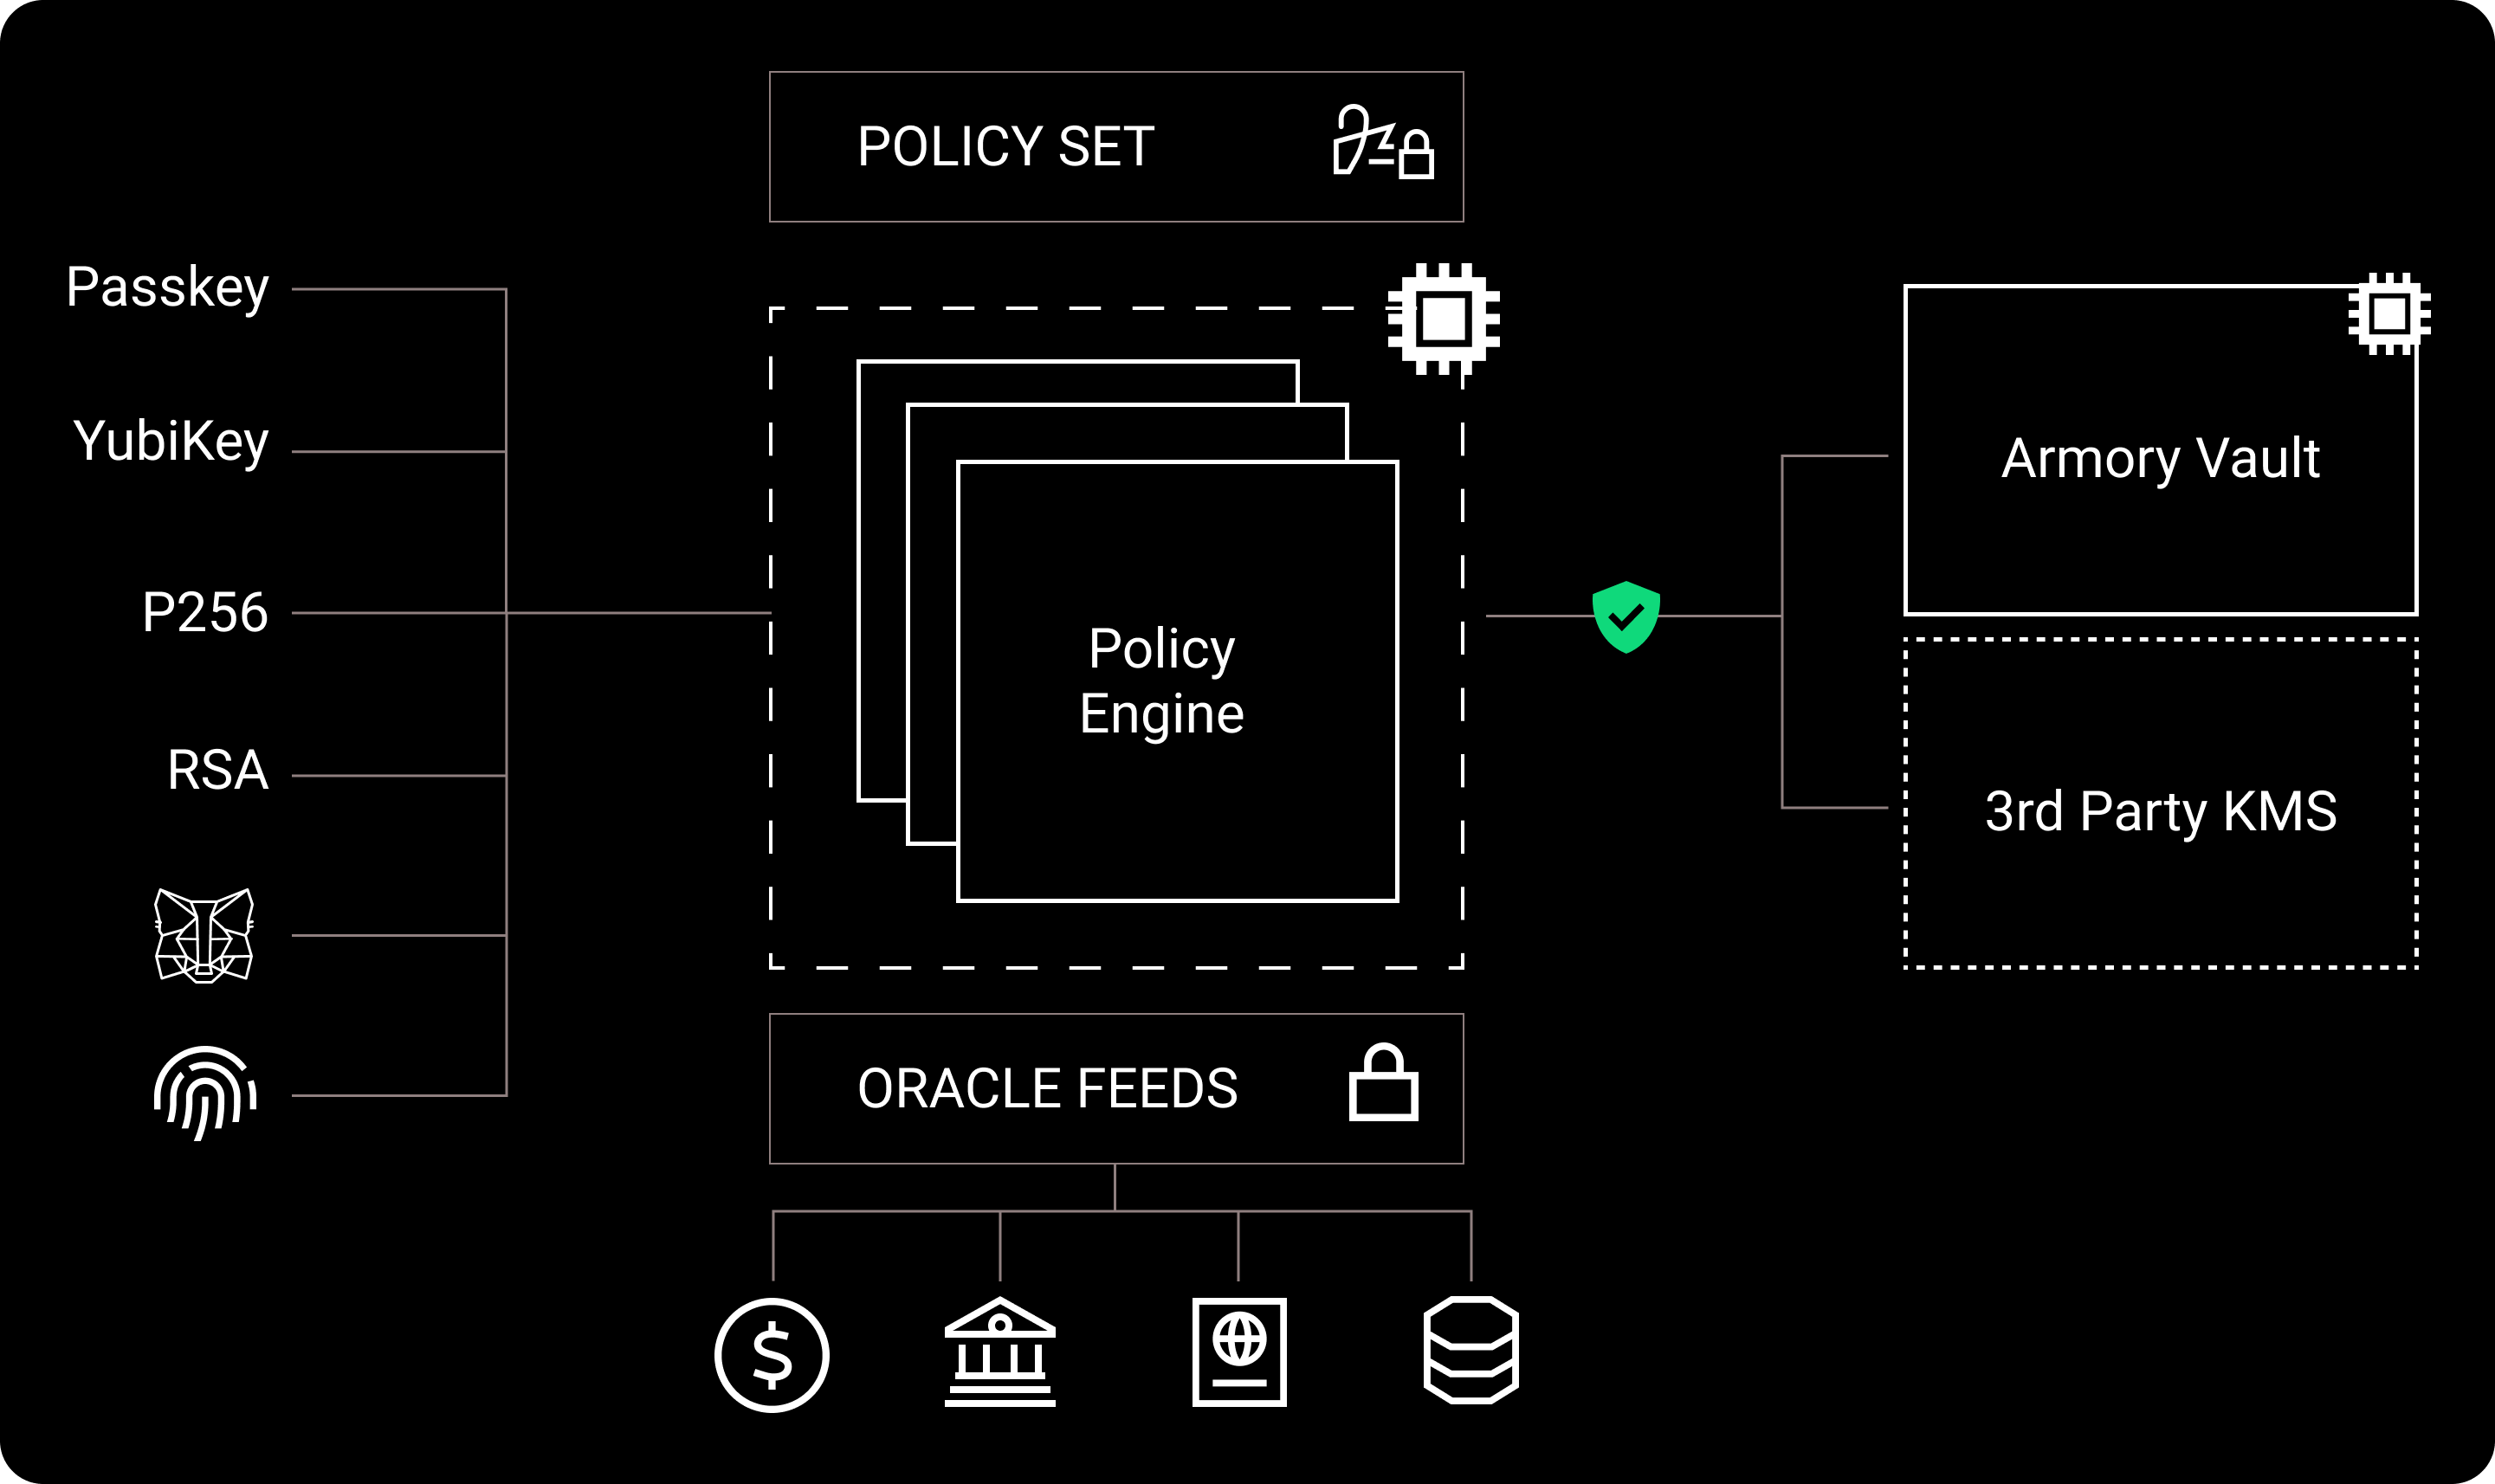 POLICY SET
Passkey
YubiKey
P256
RSA
Policy
Engine
Armory Vault
3rd Party KMS
ORACLE FEEDS